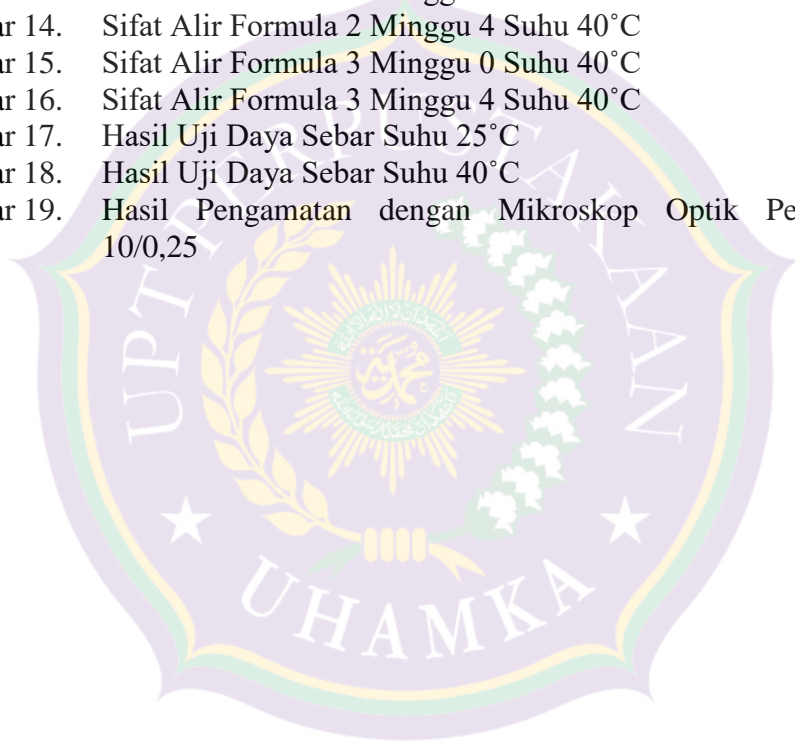 ar 14. Sifat Alir Formula 2 Minggu 4 Suhu 40˚C
ar 15. Sifat Alir Formula 3 Minggu 0 Suhu 40˚C
ar 16. Sifat Alir Formula 3 Minggu 4 Suhu 40˚C
ar 17. Hasil Uji Daya Sebar Suhu 25˚C
ar 18. Hasil Uji Daya Sebar Suhu 40˚C
ar 19. Hasil Pengamatan dengan Mikroskop Optik Pe
10/0,25
UPT PERPUSTAKAAN
UHAMKA